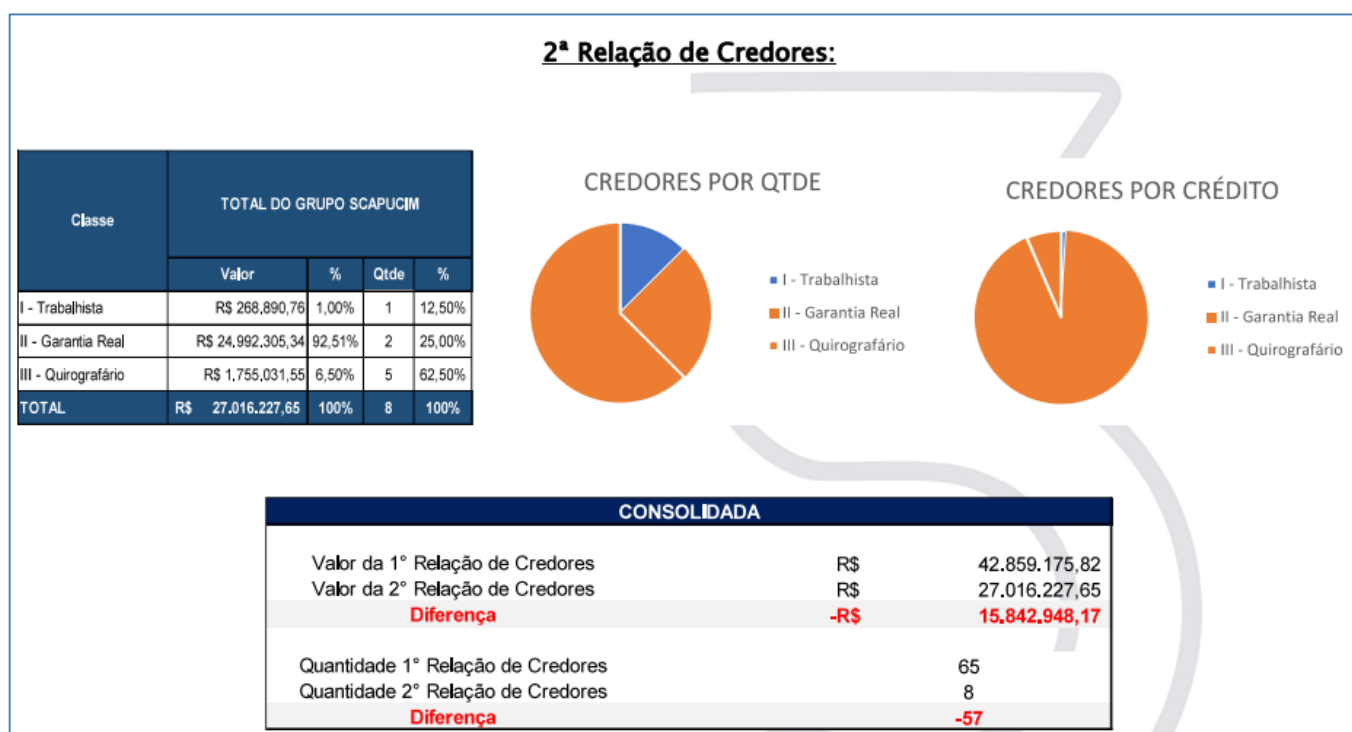 2ª Relação de Credores:
Classe
TOTAL DO GRUPO SCAPUCIM
Valor % Qtde %
I - Trabalhista R$ 268.890,76 1,00% 1 12,50%
II - Garantia Real R$ 24.992.305,34 92,51% 2 25,00%
III - Quirografário R$ 1.755.031,55 6,50% 5 62,50%
TOTAL R$ 27.016.227,65 100% 8 100%
CREDORES POR QTDE
I - Trabalhista
II - Garantia Real
III - Quirografário
CREDORES POR CRÉDITO
I - Trabalhista
II - Garantia Real
III - Quirografário
CONSOLIDADA
Valor da 1° Relação de Credores R$ 42.859.175,82
Valor da 2° Relação de Credores R$ 27.016.227,65
Diferença -R$ 15.842.948,17
Quantidade 1° Relação de Credores 65
Quantidade 2° Relação de Credores 8
Diferença -57